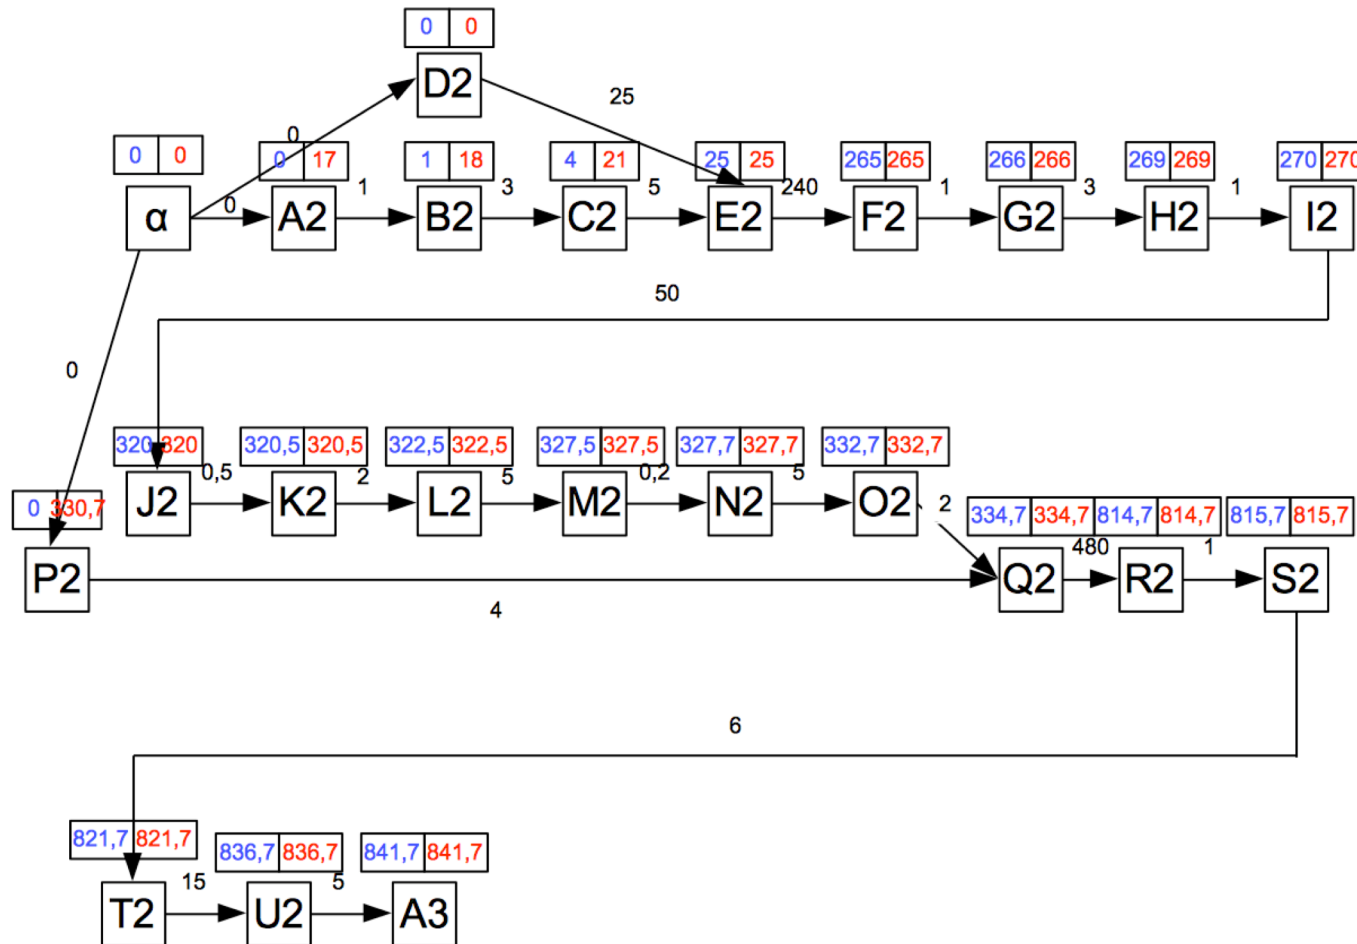 0 0
D2
25
0 0
0
0 17
1 18
4 21
25 25
265 265
266 266
269 269
270 270
α
0
A2
1
B2
3
C2
5
E2
240
F2
1
G2
3
H2
1
I2
50
0
320 320
320,5 320,5
322,5 322,5
327,5 327,5
327,7 327,7
332,7 332,7
J2
0,5
K2
2
L2
5
M2
0,2
N2
5
O2
2
0 330,7
334,7 334,7 814,7 814,7
815,7 815,7
P2
4
Q2
480
R2
1
S2
6
821,7 821,7
836,7 836,7
841,7 841,7
T2
15
U2
5
A3